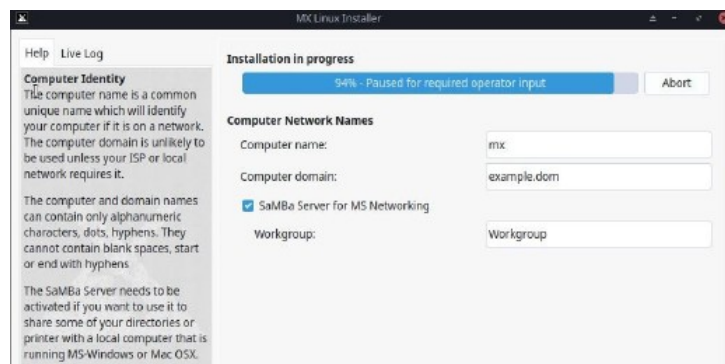 MX Linux Installer
Help Live Log
Computer Identity
The computer name is a common
unique name which will identify
your computer if it is on a network.
The computer domain is unlikely to
be used unless your ISP or local
network requires it.
The computer and domain names
can contain only alphanumeric
characters, dots, hyphens. They
cannot contain blank spaces, start
or end with hyphens
The SaMBa Server needs to be
activated if you want to use it to
share some of your directories or
printer with a local computer that is
running MS-Windows or Mac OSX.
Installation in progress
94% - Paused for required operator input
Abort
Computer Network Names
Computer name: mx
Computer domain: example.dom
SaMBa Server for MS Networking
Workgroup: Workgroup